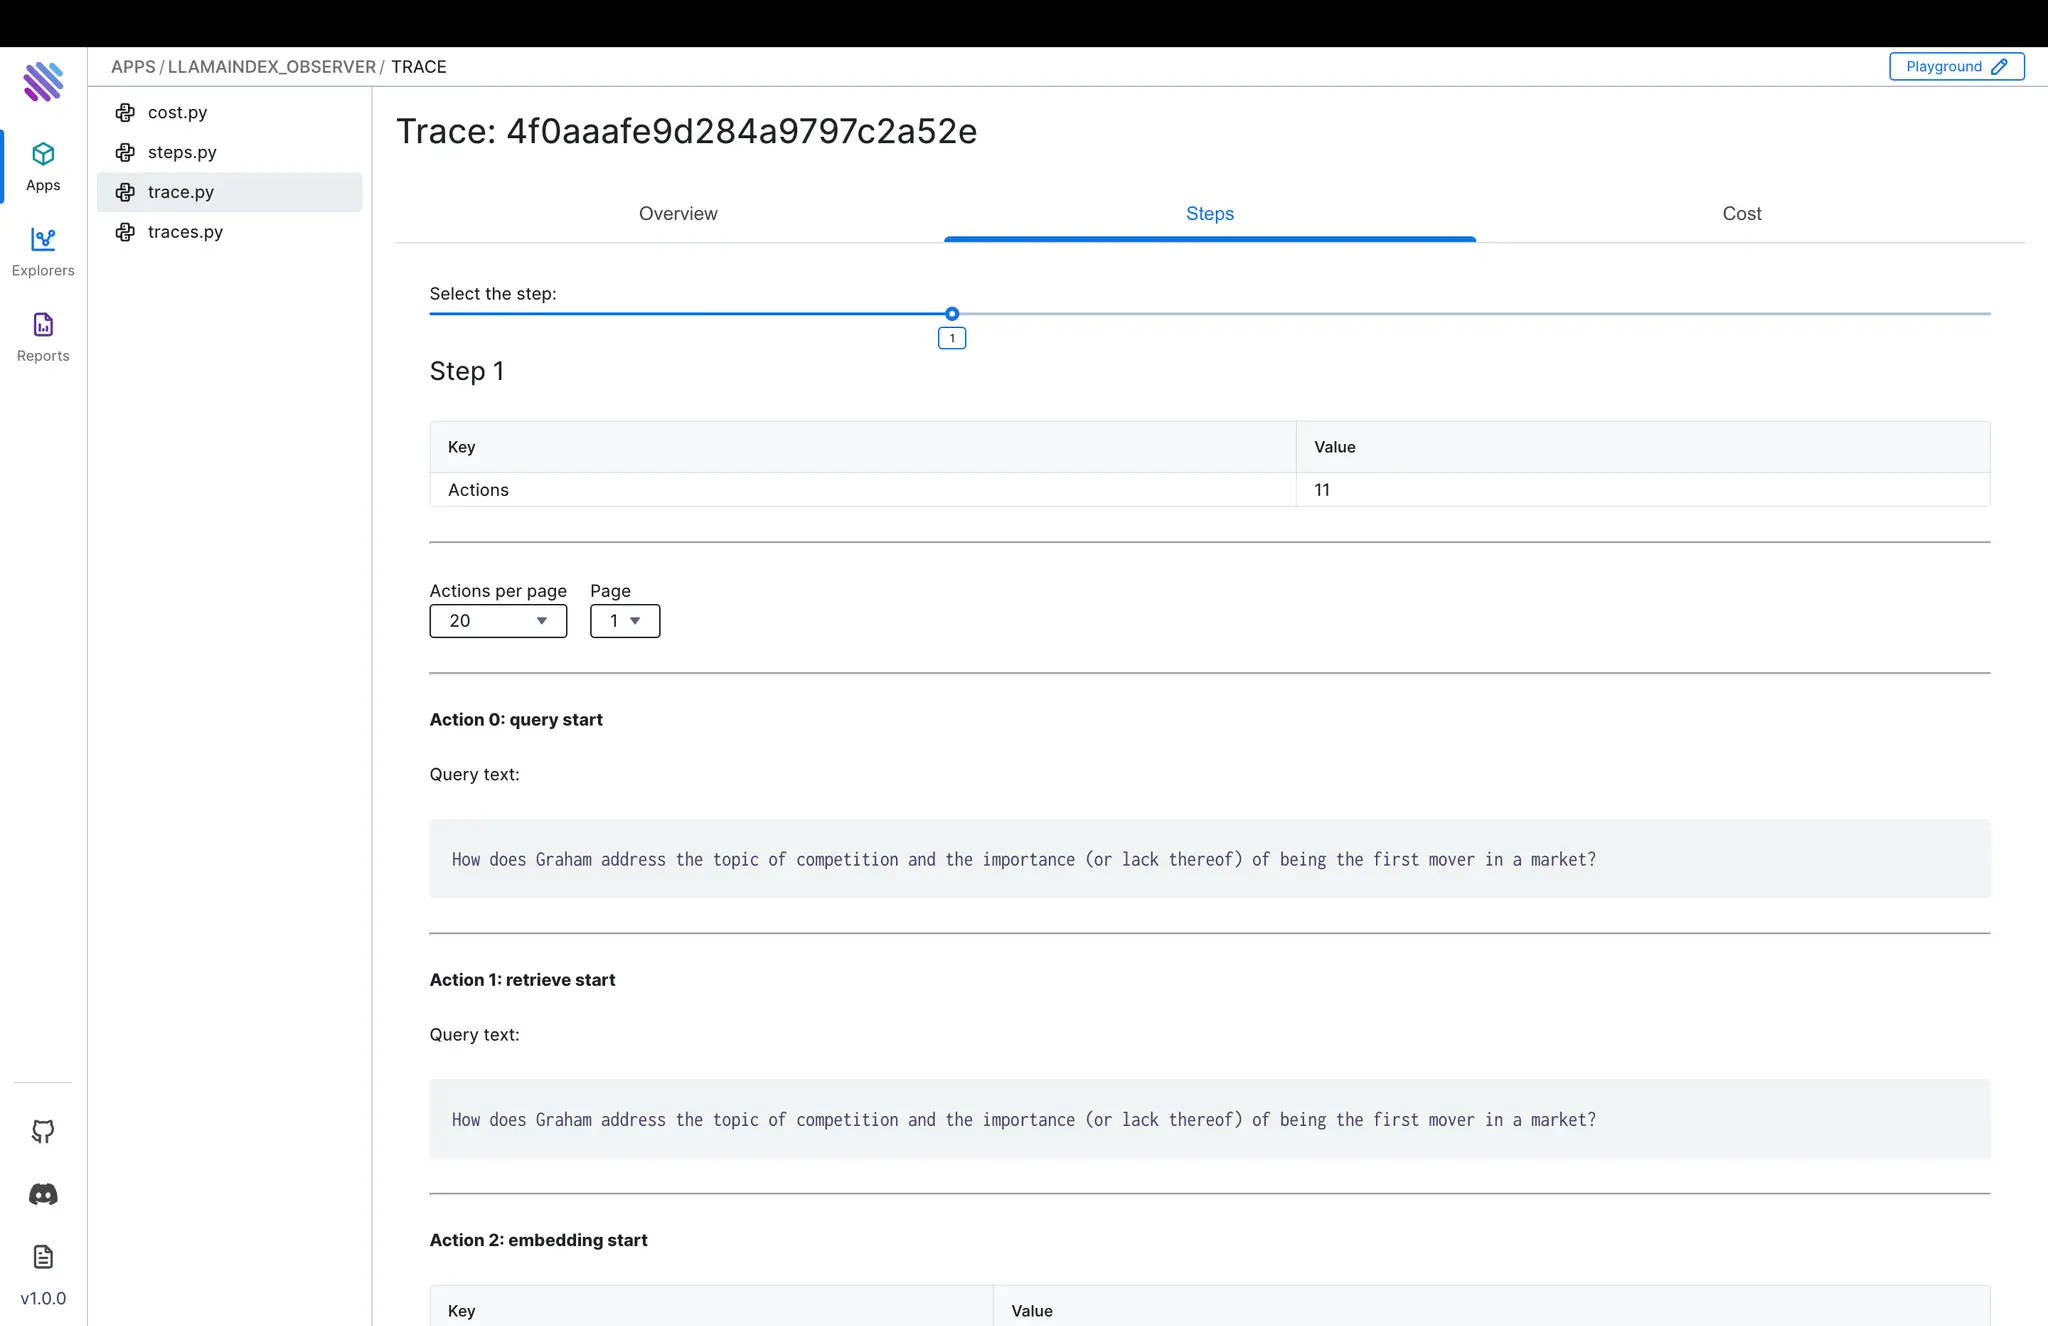 APPS / LLAMAINDEX_OBSERVER / TRACE
Playground
Apps
Explorers
Reports
v1.0.0
cost.py
steps.py
trace.py
traces.py
Trace: 4f0aaafe9d284a9797c2a52e
Overview
Steps
Cost
Select the step:
1
Step 1
Key Value
Actions 11
Actions per page Page
20 1
Action 0: query start
Query text:
How does Graham address the topic of competition and the importance (or lack thereof) of being the first mover in a market?
Action 1: retrieve start
Query text:
How does Graham address the topic of competition and the importance (or lack thereof) of being the first mover in a market?
Action 2: embedding start
Key Value